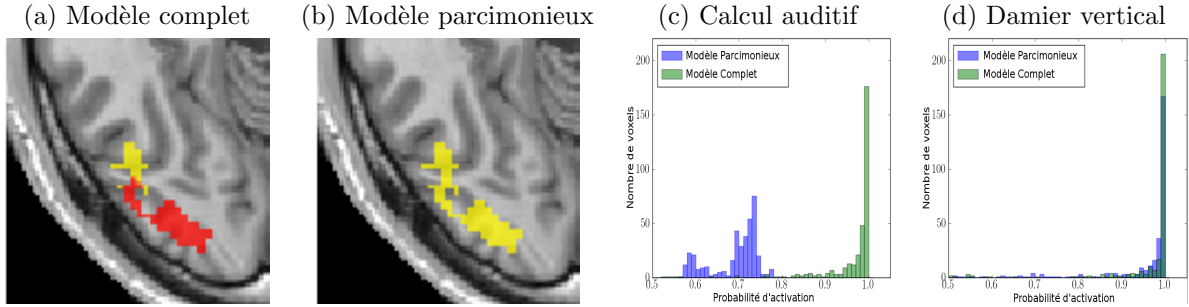 (a) Modèle complet
(b) Modèle parcimonieux
(c) Calcul auditif
(d) Damier vertical
Nombre de voxels
200
150
100
50
0
0.5
0.6
0.7
0.8
0.9
1.0
Probabilité d'activation
Modèle Parcimonieux
Modèle Complet
Nombre de voxels
200
150
100
50
0
0.5
0.6
0.7
0.8
0.9
1.0
Probabilité d'activation
Modèle Parcimonieux
Modèle Complet